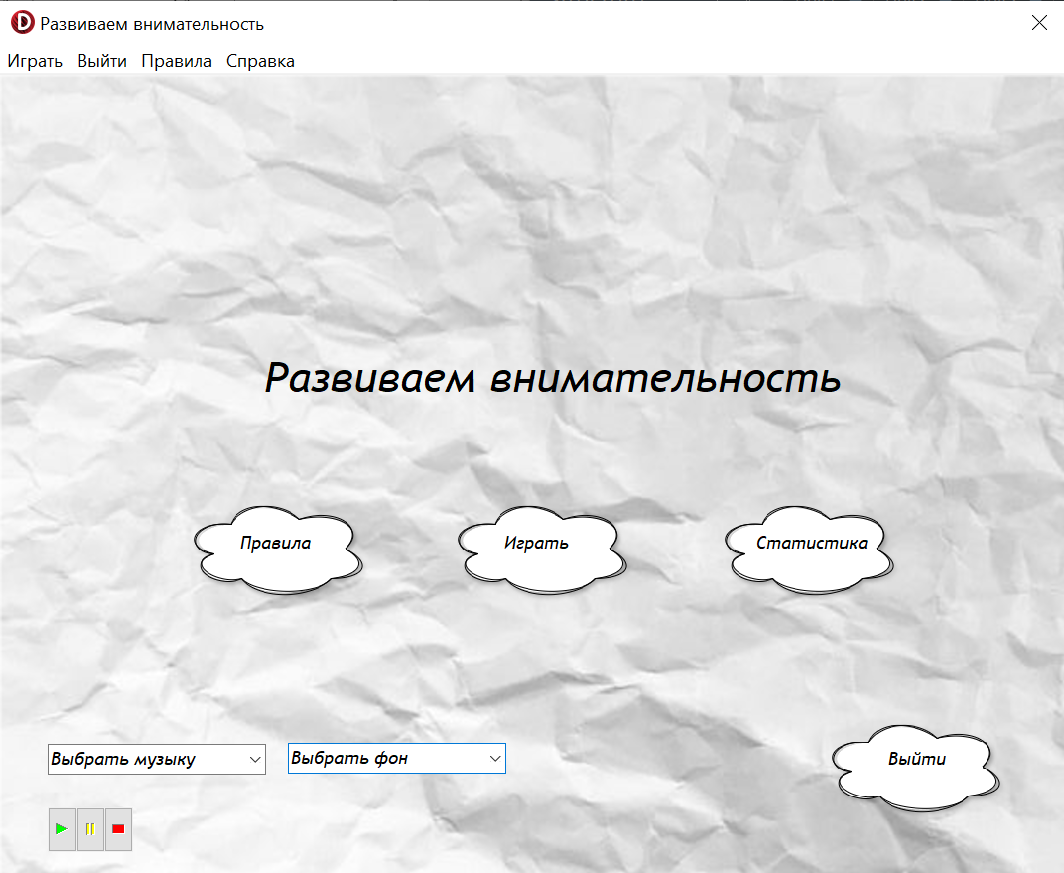 Развиваем внимательность
Играть Выйти Правила Справка
Развиваем внимательность
Правила Играть Статистика
Выбрать музыку Выбрать фон Выйти